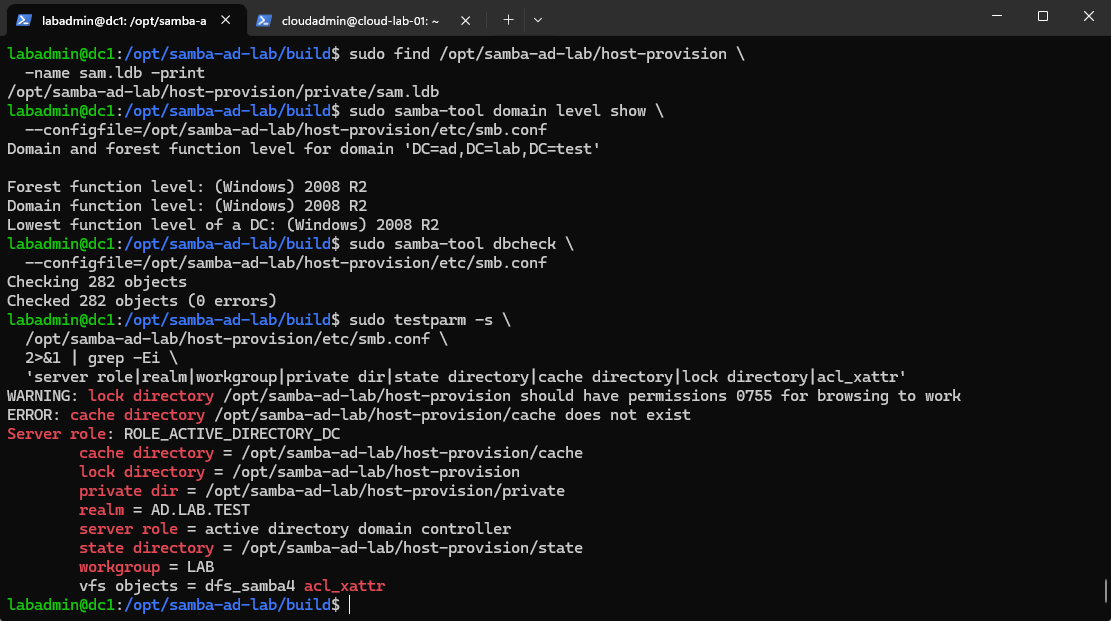 labadmin@dc1: /opt/samba-a
cloudadmin@cloud-lab-01: ~
labadmin@dc1:/opt/samba-ad-lab/build$ sudo find /opt/samba-ad-lab/host-provision \
  -name sam.ldb -print
/opt/samba-ad-lab/host-provision/private/sam.ldb
labadmin@dc1:/opt/samba-ad-lab/build$ sudo samba-tool domain level show \
  --configfile=/opt/samba-ad-lab/host-provision/etc/smb.conf
Domain and forest function level for domain 'DC=ad,DC=lab,DC=test'

Forest function level: (Windows) 2008 R2
Domain function level: (Windows) 2008 R2
Lowest function level of a DC: (Windows) 2008 R2
labadmin@dc1:/opt/samba-ad-lab/build$ sudo samba-tool dbcheck \
  --configfile=/opt/samba-ad-lab/host-provision/etc/smb.conf
Checking 282 objects
Checked 282 objects (0 errors)
labadmin@dc1:/opt/samba-ad-lab/build$ sudo testparm -s \
  /opt/samba-ad-lab/host-provision/etc/smb.conf \
  2>&1 | grep -Ei \
  'server role|realm|workgroup|private dir|state directory|cache directory|lock directory|acl_xattr'
WARNING: lock directory /opt/samba-ad-lab/host-provision should have permissions 0755 for browsing to work
ERROR: cache directory /opt/samba-ad-lab/host-provision/cache does not exist
Server role: ROLE_ACTIVE_DIRECTORY_DC
        cache directory = /opt/samba-ad-lab/host-provision/cache
        lock directory = /opt/samba-ad-lab/host-provision
        private dir = /opt/samba-ad-lab/host-provision/private
        realm = AD.LAB.TEST
        server role = active directory domain controller
        state directory = /opt/samba-ad-lab/host-provision/state
        workgroup = LAB
        vfs objects = dfs_samba4 acl_xattr
labadmin@dc1:/opt/samba-ad-lab/build$